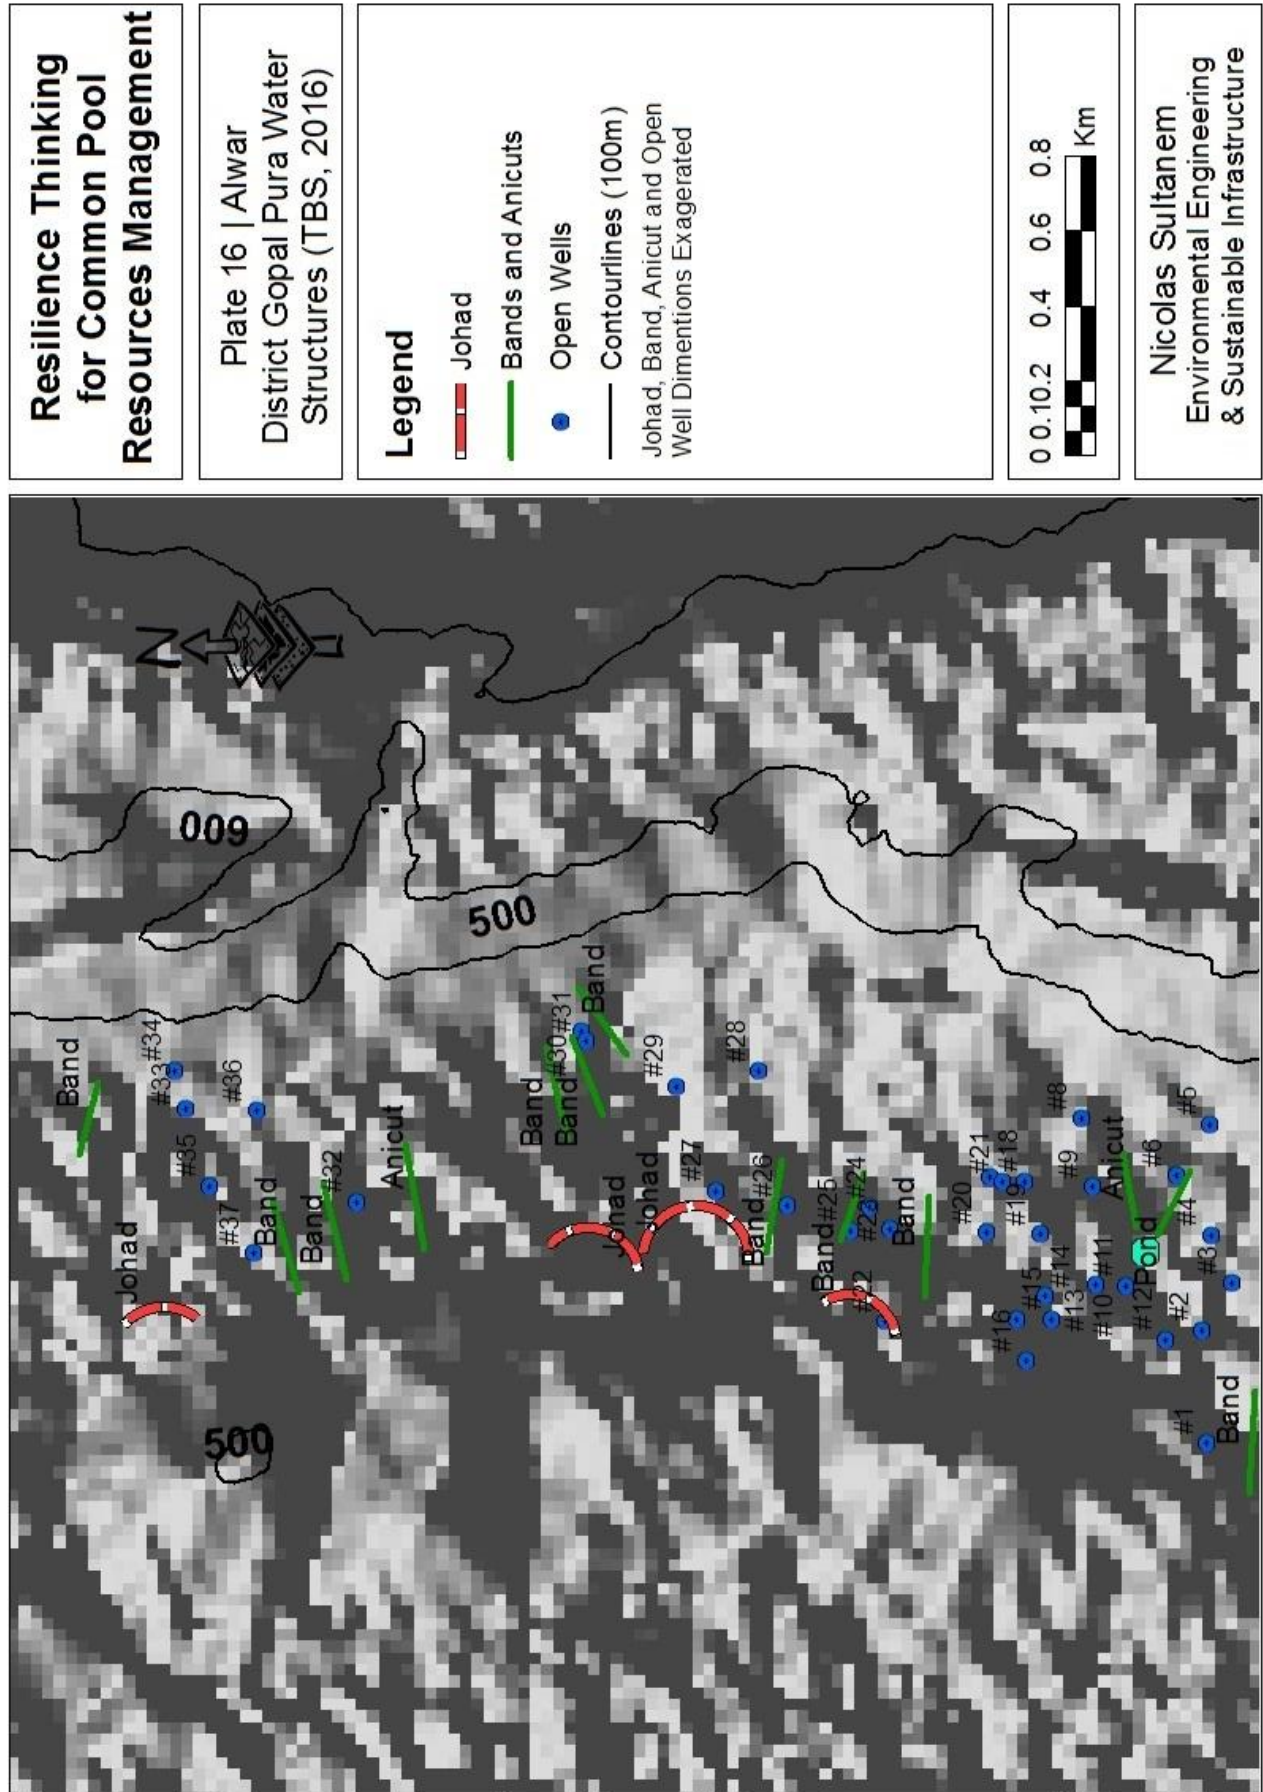 Resilience Thinking
for Common Pool
Resources Management
Plate 16 | Alwar
District Gopal Pura Water
Structures (TBS, 2016)
Legend
Johad
Bands and Anicuts
Open Wells
Contourlines (100m)
Johad, Band, Anicut and Open
Well Dimentions Exagerated
0 0.10.2 0.4 0.6 0.8
Km
Nicolas Sultanem
Environmental Engineering
& Sustainable Infrastructure
N
600
500
500
Band
#34
#33
#36
#35
Johad
#37
Band
Band
#32
Anicut
Band
Band
#30
#31
Band
#29
#28
Johad
Johad
#27
Band
#26
Band
#25
#24
#23
#22
Band
#20
#21
#18
#19
#8
#9
#16
#15
#14
#13
#11
#10
Anicut
#12
Pond
#6
#5
#4
#3
#2
#1
Band